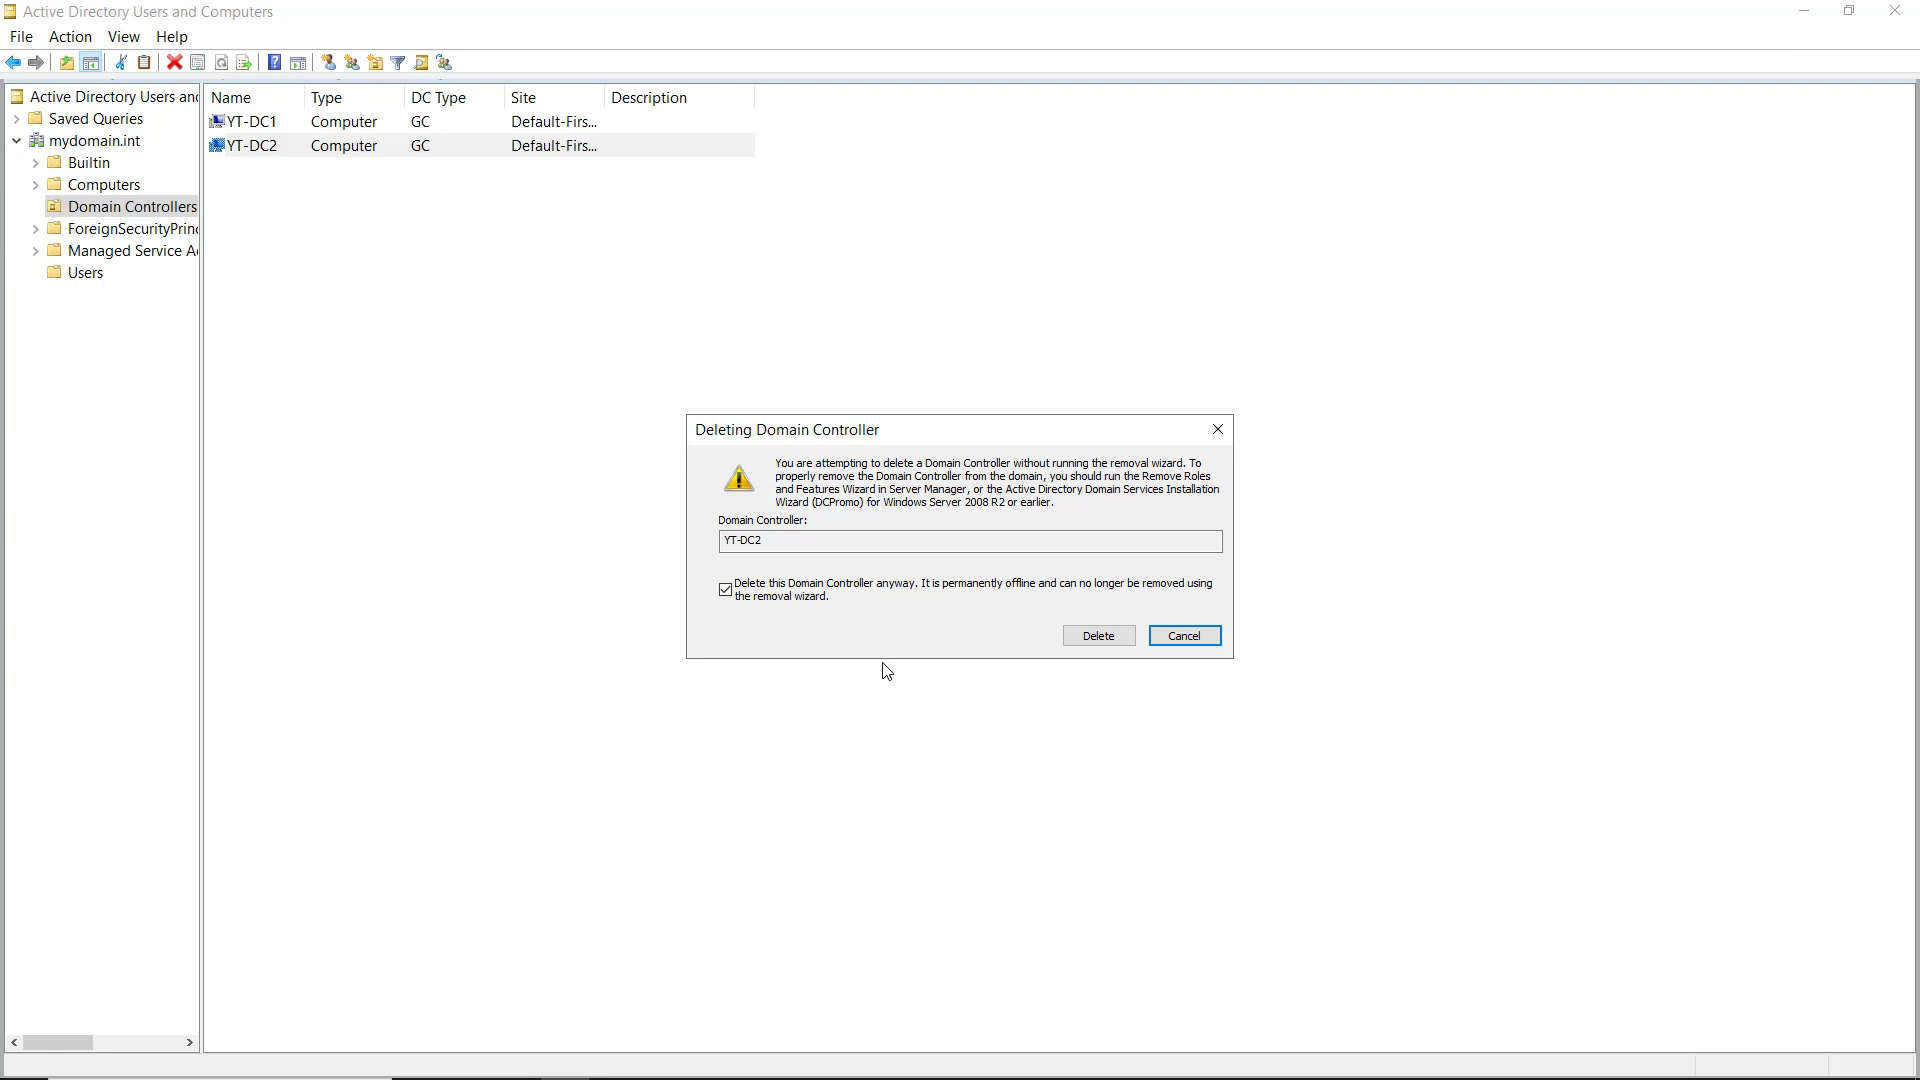 Active Directory Users and Computers
File Action View Help
Active Directory Users and
Saved Queries
mydomain.int
Builtin
Computers
Domain Controllers
ForeignSecurityPrinc
Managed Service A
Users
Name Type DC Type Site Description
YT-DC1 Computer GC Default-Firs...
YT-DC2 Computer GC Default-Firs...
Deleting Domain Controller
You are attempting to delete a Domain Controller without running the removal wizard. To
properly remove the Domain Controller from the domain, you should run the Remove Roles
and Features Wizard in Server Manager, or the Active Directory Domain Services Installation
Wizard (DCPromo) for Windows Server 2008 R2 or earlier.
Domain Controller:
YT-DC2
Delete this Domain Controller anyway. It is permanently offline and can no longer be removed using
the removal wizard.
Delete Cancel